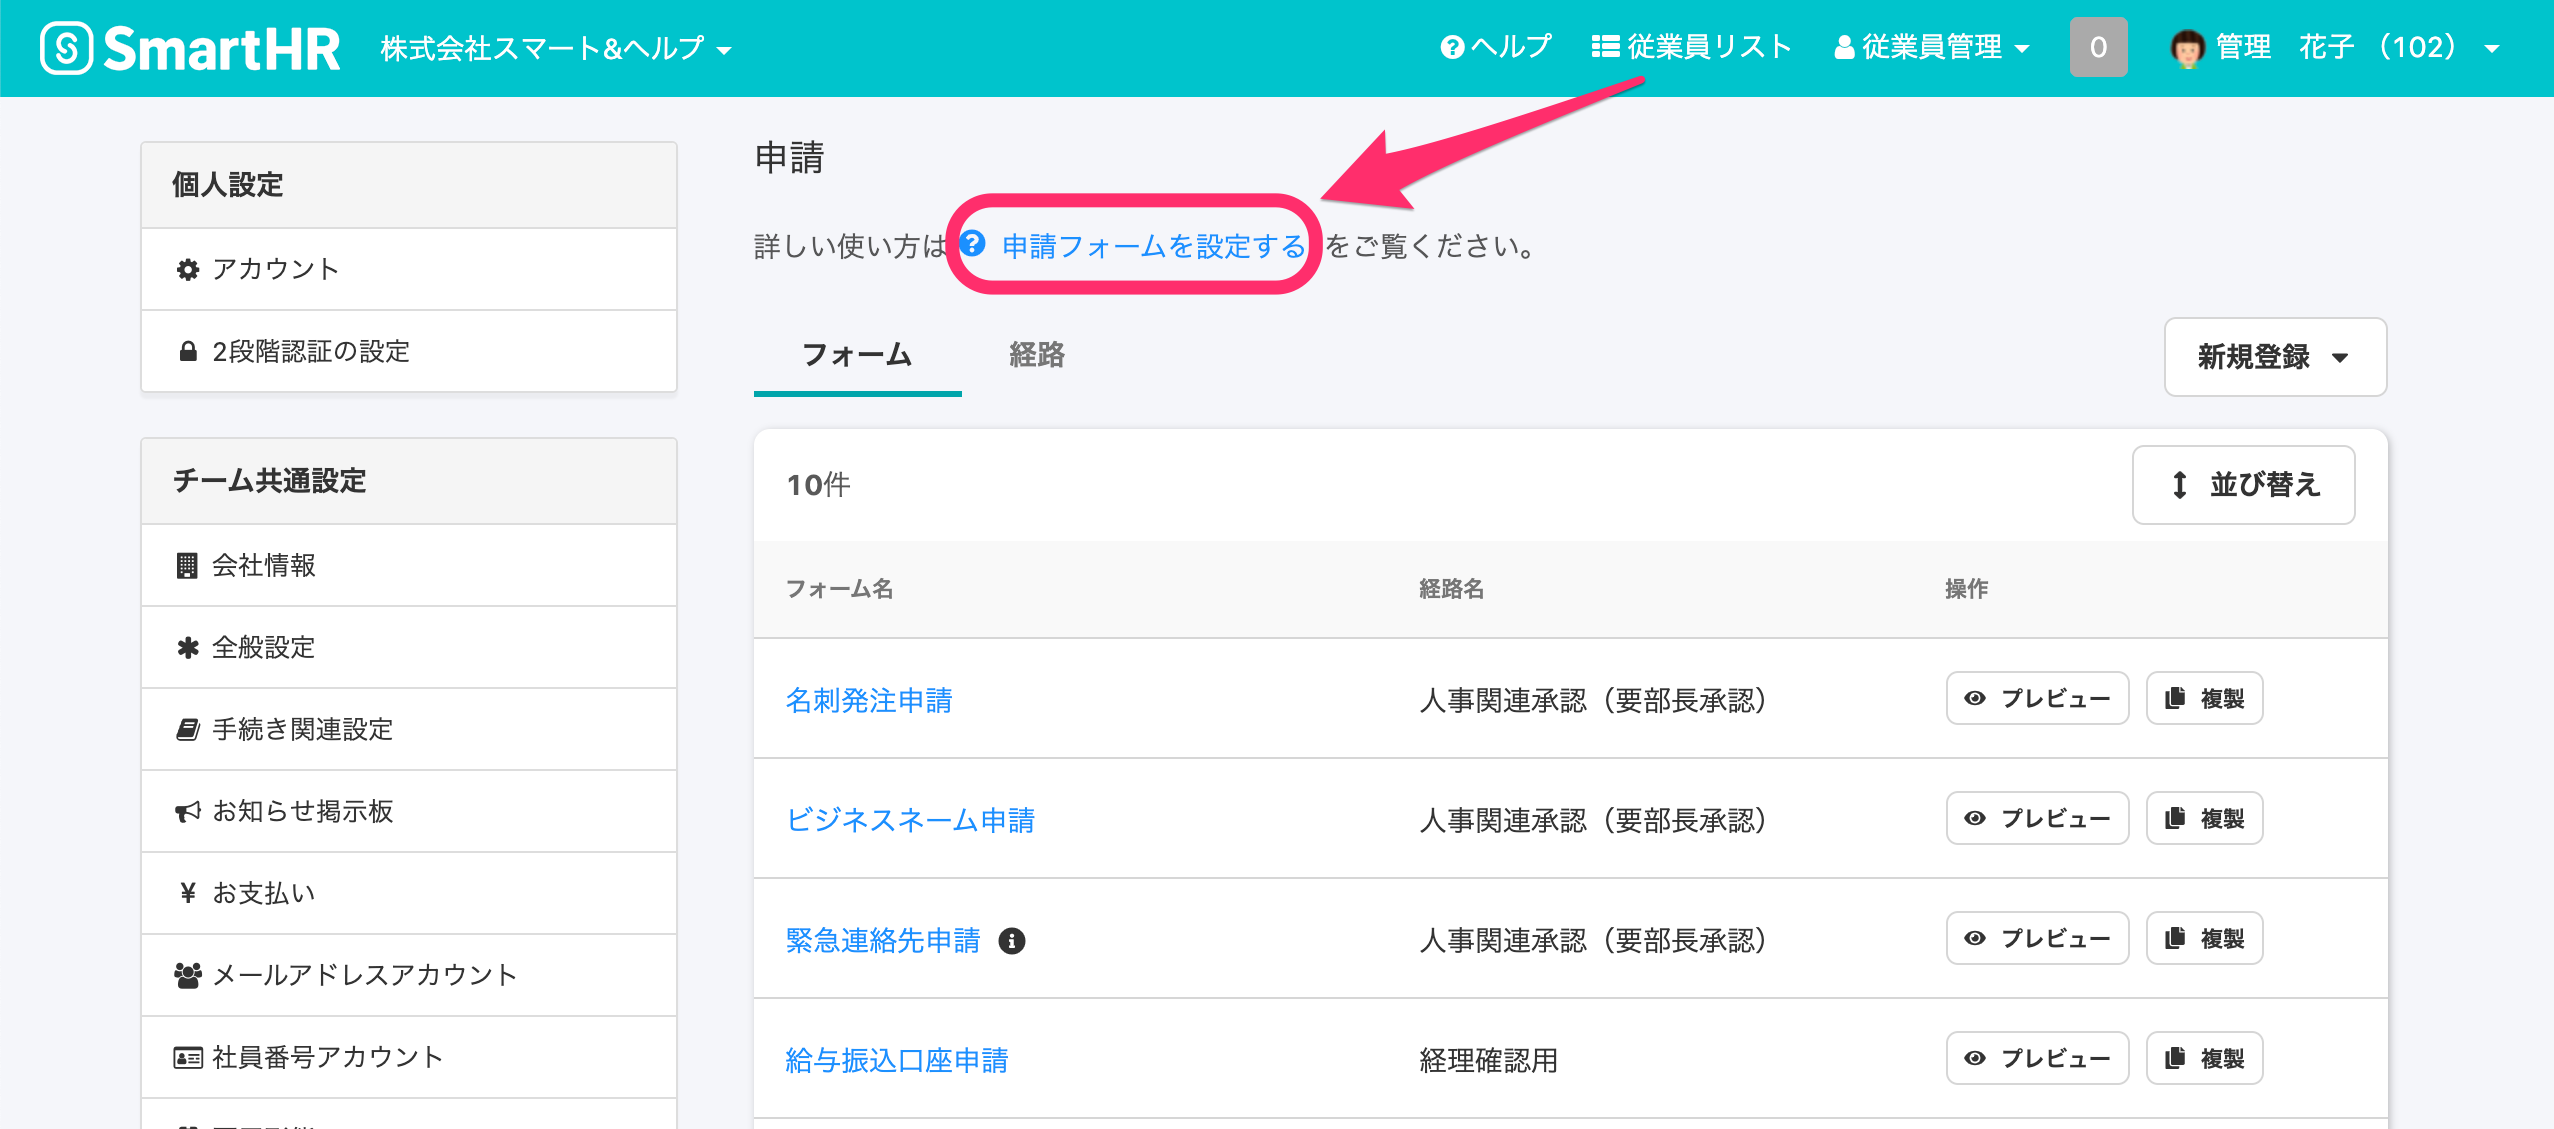 SmartHR 株式会社スマート&ヘルプ ヘルプ 従業員リスト 従業員管理 0 管理 花子 （102）
個人設定
アカウント
2段階認証の設定
チーム共通設定
会社情報
全般設定
手続き関連設定
お知らせ掲示板
¥ お支払い
メールアドレスアカウント
社員番号アカウント
申請
詳しい使い方は 申請フォームを設定する をご覧ください。
フォーム 経路 新規登録
10件 並び替え
フォーム名 経路名 操作
名刺発注申請 人事関連承認（要部長承認） プレビュー 複製
ビジネスネーム申請 人事関連承認（要部長承認） プレビュー 複製
緊急連絡先申請 人事関連承認（要部長承認） プレビュー 複製
給与振込口座申請 経理確認用 プレビュー 複製